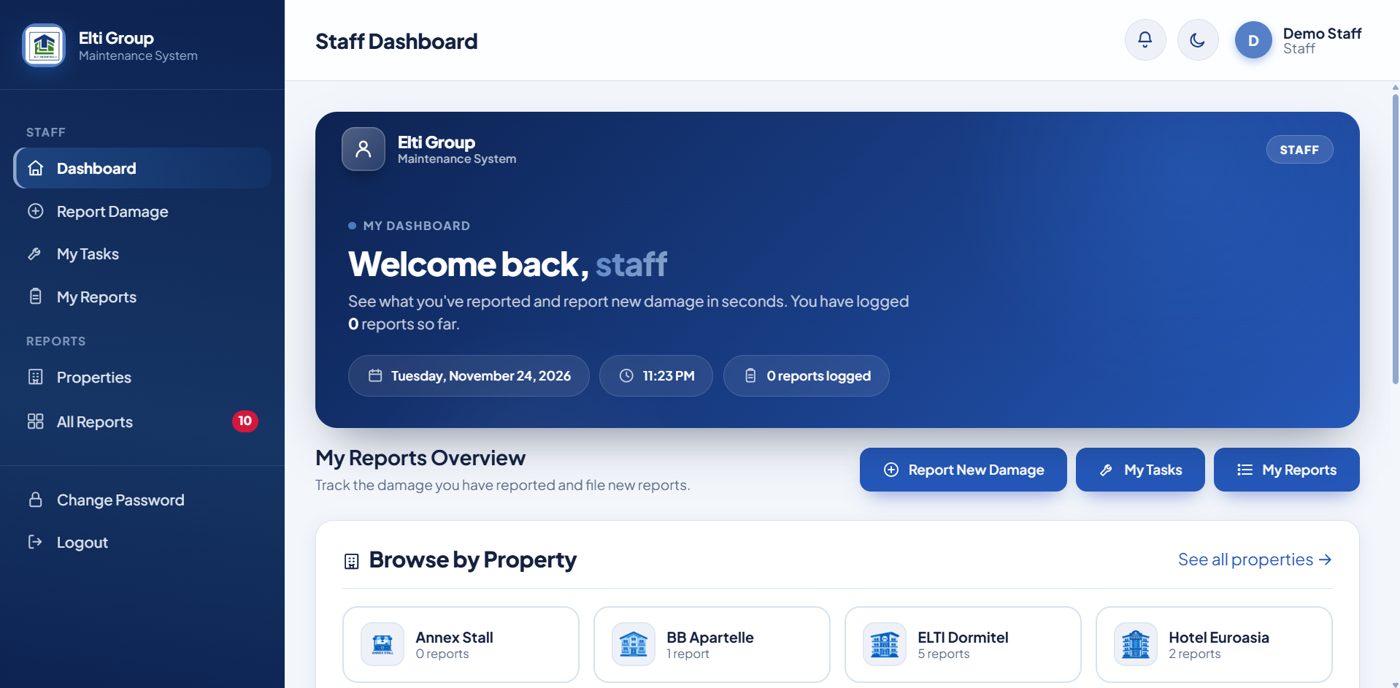 Elti Group
Maintenance System
STAFF
Dashboard
Report Damage
My Tasks
My Reports
REPORTS
Properties
All Reports
10
Change Password
Logout
Staff Dashboard
D
Demo Staff
Staff
Elti Group
Maintenance System
STAFF
MY DASHBOARD
Welcome back, staff
See what you've reported and report new damage in seconds. You have logged
0 reports so far.
Tuesday, November 24, 2026
11:23 PM
0 reports logged
My Reports Overview
Track the damage you have reported and file new reports.
Report New Damage
My Tasks
My Reports
Browse by Property
See all properties →
Annex Stall
0 reports
BB Apartelle
1 report
ELTI Dormitel
5 reports
Hotel Euroasia
2 reports